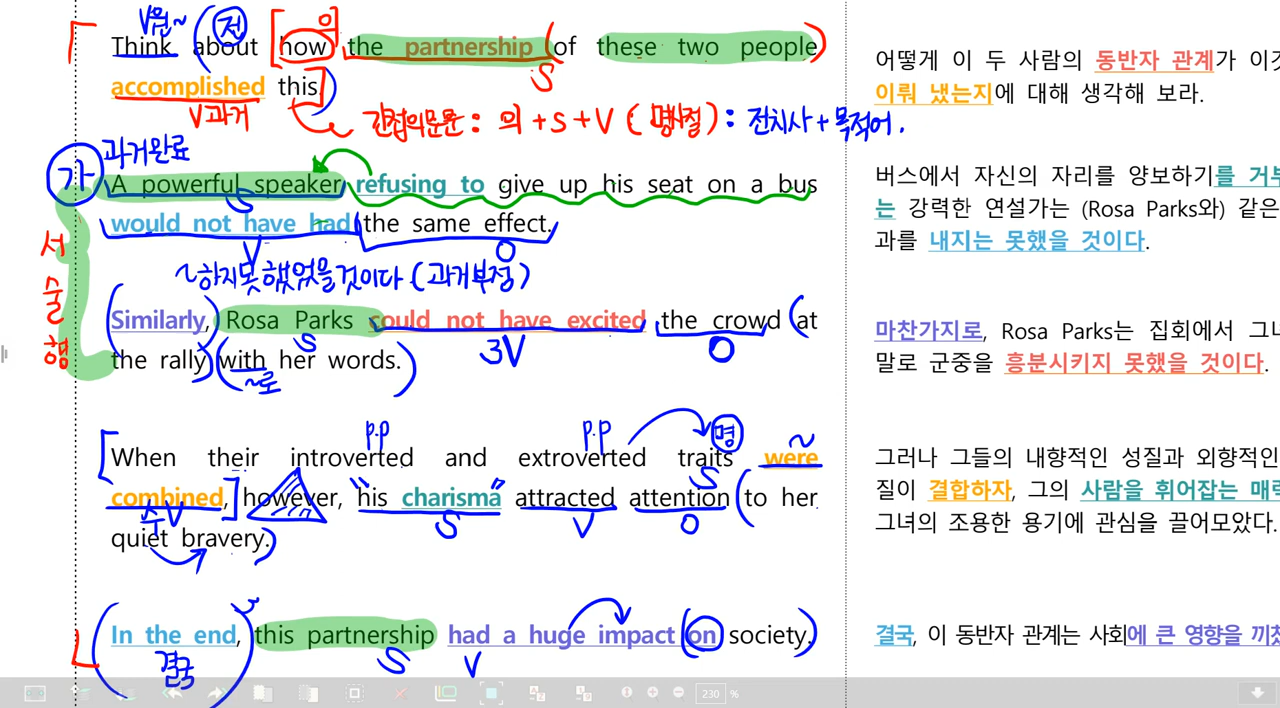 V원~ 전 의
Think about how the partnership of these two people
S
accomplished this.
V과거
간접의문문 : 의+S+V (명사절) : 전치사+목적어.
어떻게 이 두 사람의 동반자 관계가 이것
이뤄 냈는지에 대해 생각해 보라.
과거완료
가
A powerful speaker refusing to give up his seat on a bus
S
would not have had the same effect.
V O
~하지 못했었을 것이다 (과거부정)
버스에서 자신의 자리를 양보하기를 거부
는 강력한 연설가는 (Rosa Parks와) 같은
과를 내지는 못했을 것이다.
서
술
형
Similarly, Rosa Parks could not have excited the crowd at
S 3V O
the rally with her words.
~로
마찬가지로, Rosa Parks는 집회에서 그녀
말로 군중을 흥분시키지 못했을 것이다.
p.p p.p 명 ~
When their introverted and extroverted traits were
S
combined, however, his charisma attracted attention to her
수V S V O
quiet bravery.
그러나 그들의 내향적인 성질과 외향적인
질이 결합하자, 그의 사람을 휘어잡는 매력
그녀의 조용한 용기에 관심을 끌어모았다.
In the end, this partnership had a huge impact on society.
결국 S V
결국, 이 동반자 관계는 사회에 큰 영향을 끼쳤
230 %